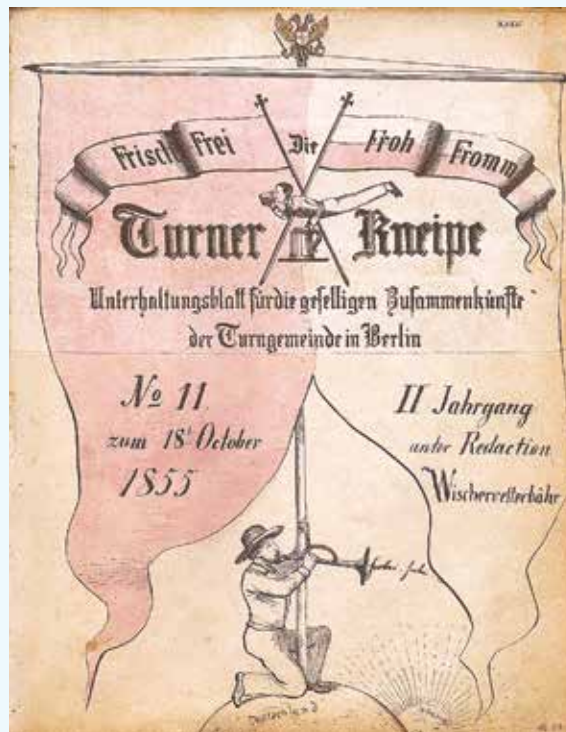 Frisch Frei Die Froh Fromm
Turner Kneipe
Unterhaltungsblatt für die geselligen Zusammenkünfte
der Turngemeinde in Berlin
No 11
zum 18t October
1855
II Jahrgang
unter Redaction